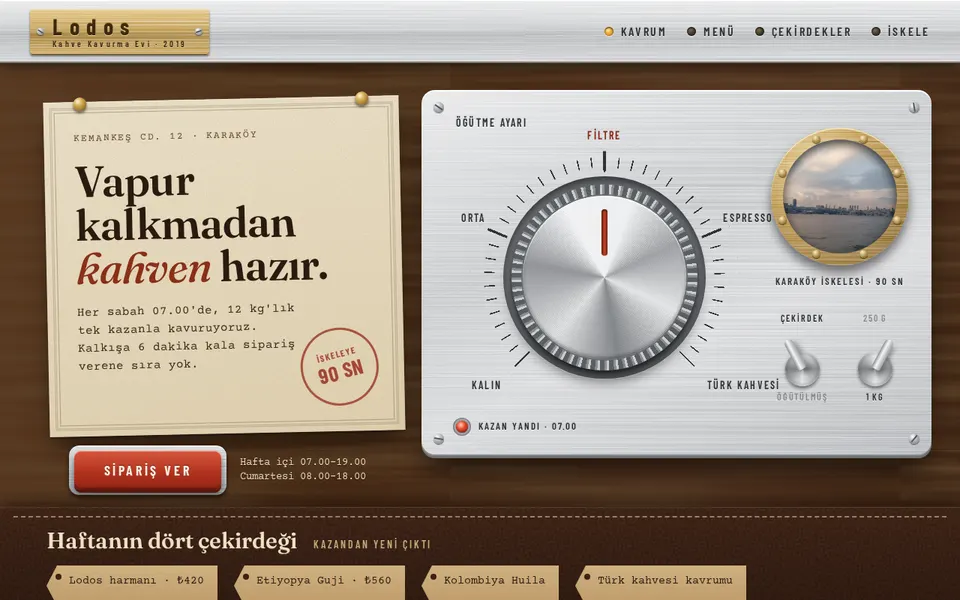 Lodos
Kahve Kavurma Evi · 2018
KAVRUM
MENÜ
ÇEKİRDEKLER
İSKELE
KEMANKEŞ CD. 12 · KARAKÖY
Vapur
kalkmadan
kahven hazır.
Her sabah 07.00'de, 12 kg'lık
tek kazanla kavuruyoruz.
Kalkışa 6 dakika kala sipariş
verene sıra yok.
İSKELEYE
90 SN
SİPARİŞ VER
Hafta içi 07.00–19.00
Cumartesi 08.00–18.00
ÖĞÜTME AYARI
FİLTRE
ORTA
ESPRESSO
KALIN
TÜRK KAHVESİ
KARAKÖY İSKELESİ · 90 SN
ÇEKİRDEK
250 G
ÖĞÜTÜLMÜŞ
1 KG
KAZAN YANDI · 07.00
Haftanın dört çekirdeği
KAZANDAN YENİ ÇIKTI
Lodos harmanı · ₺420
Etiyopya Guji · ₺560
Kolombiya Huila
Türk kahvesi kavrumu